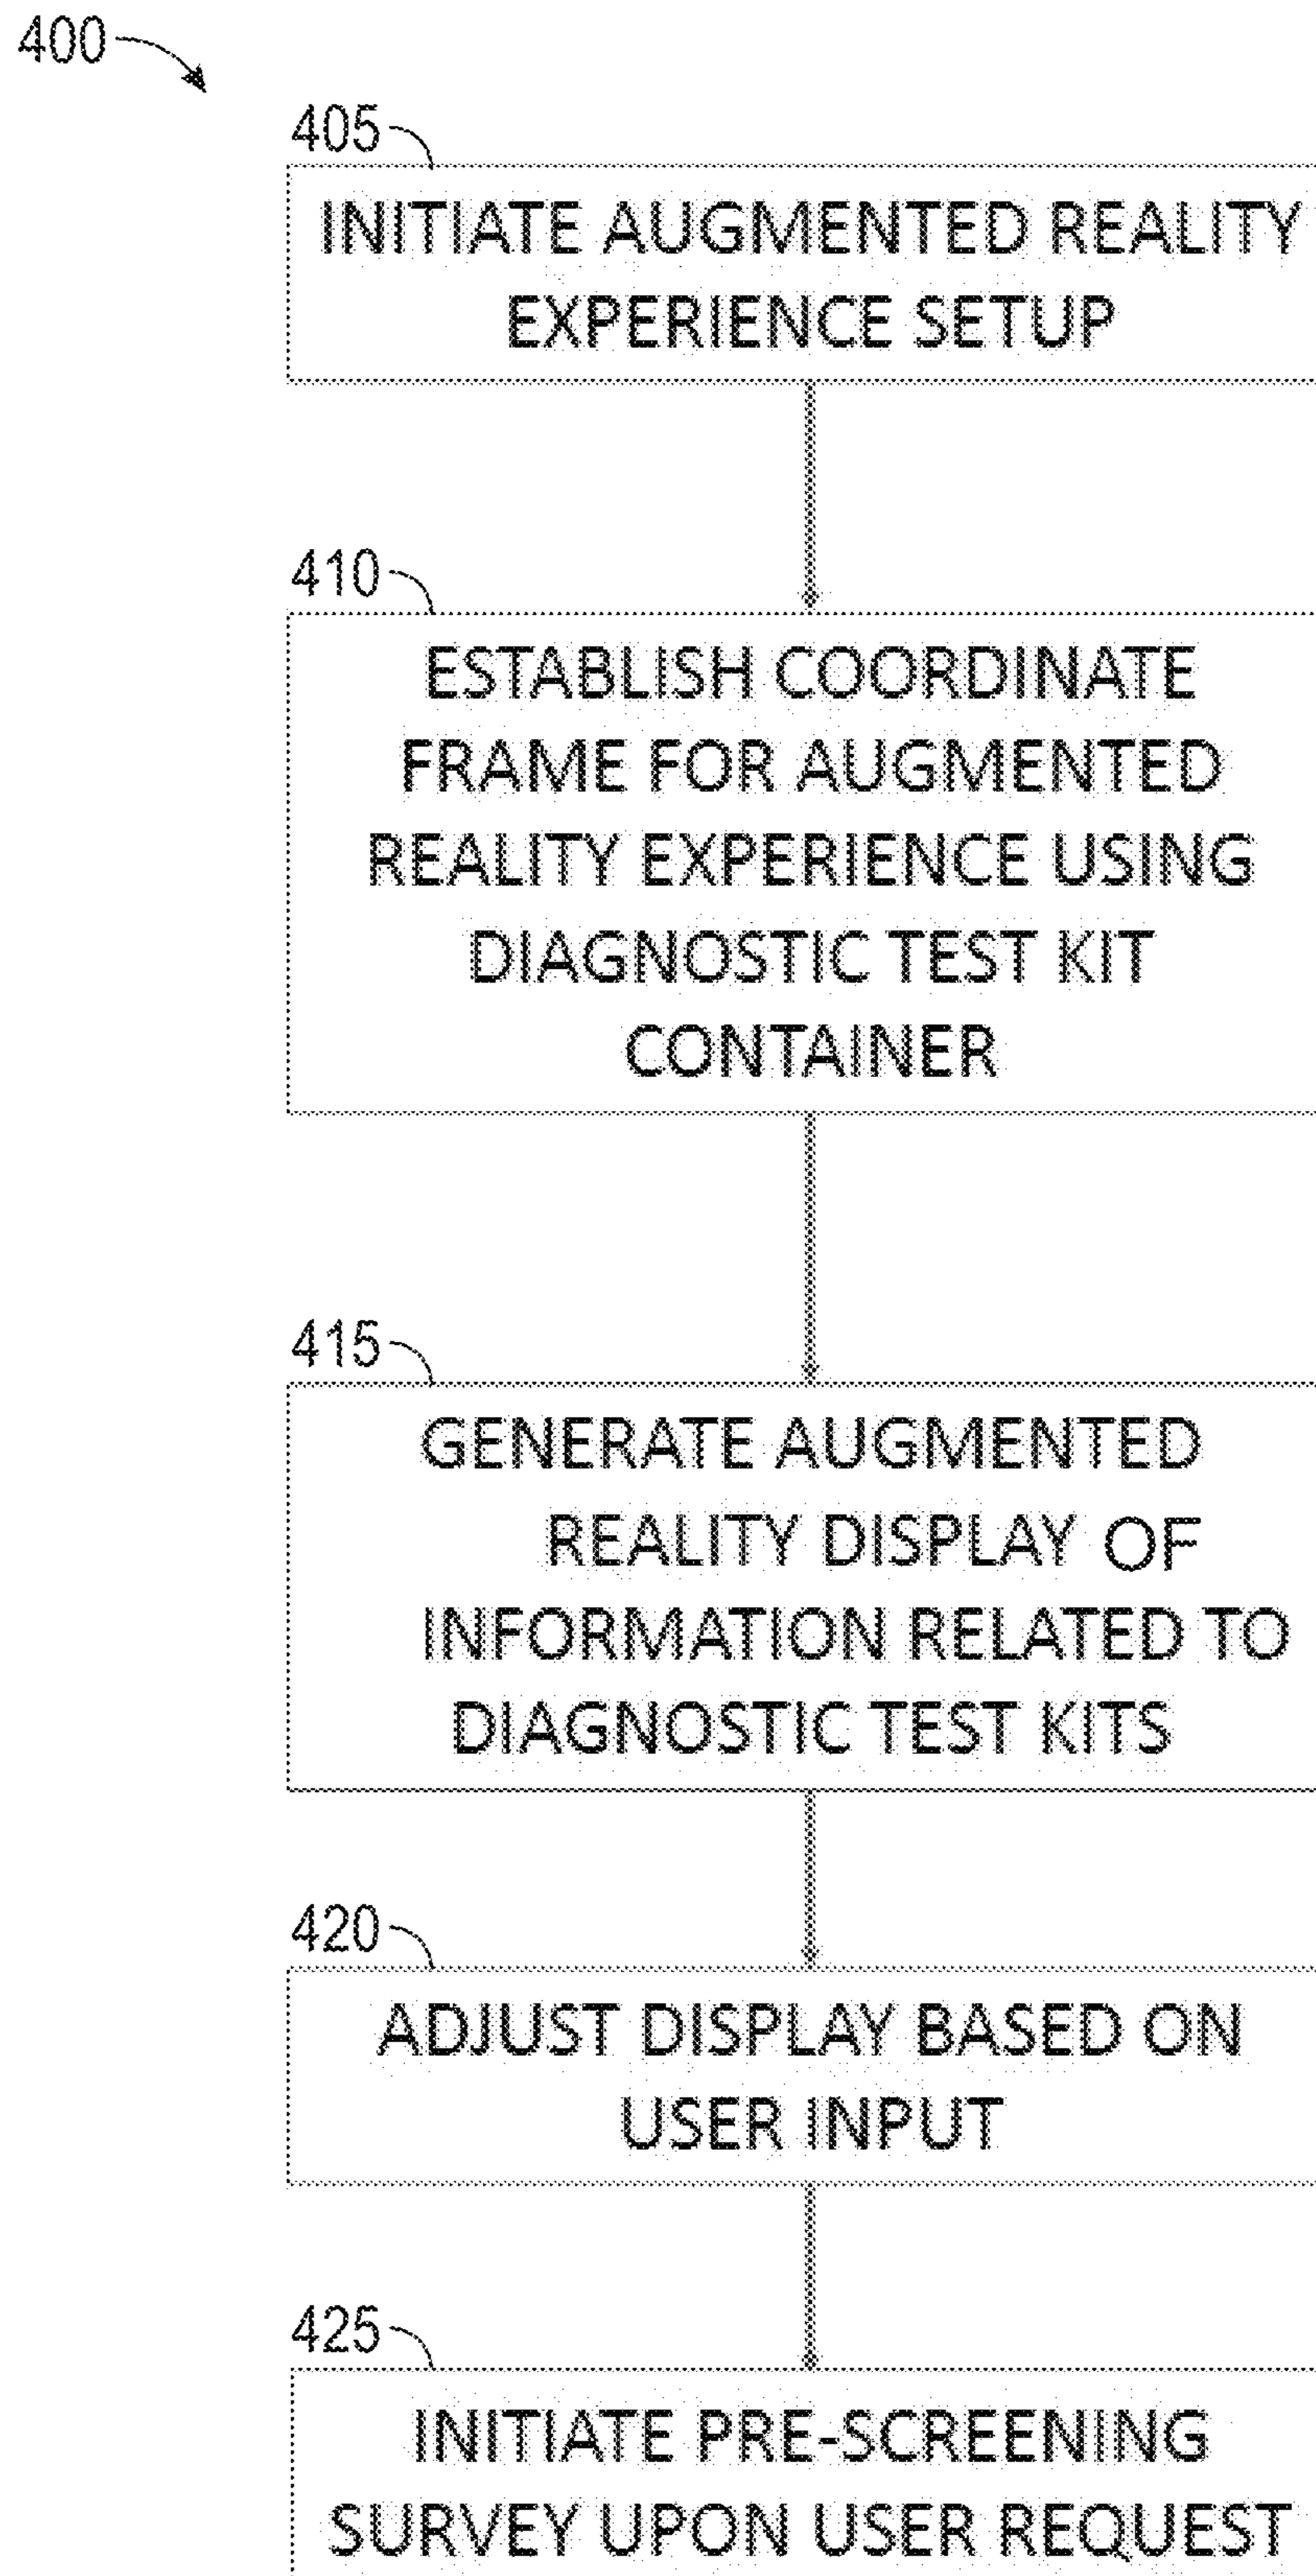 400
405
INITIATE AUGMENTED REALITY
EXPERIENCE SETUP
410
ESTABLISH COORDINATE
FRAME FOR AUGMENTED
REALITY EXPERIENCE USING
DIAGNOSTIC TEST KIT
CONTAINER
415
GENERATE AUGMENTED
REALITY DISPLAY OF
INFORMATION RELATED TO
DIAGNOSTIC TEST KITS
420
ADJUST DISPLAY BASED ON
USER INPUT
425
INITIATE PRE-SCREENING
SURVEY UPON USER REQUEST